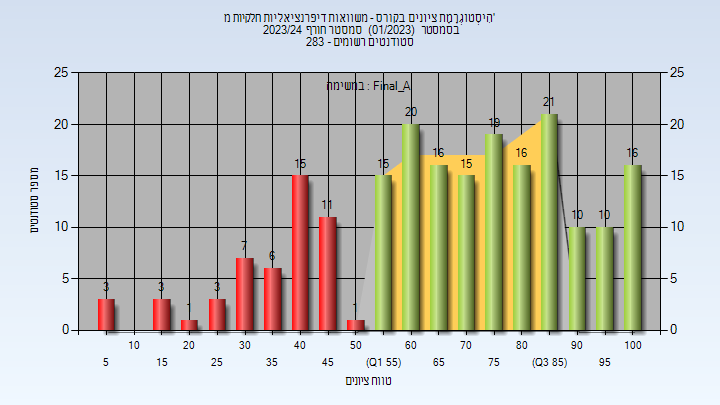 היסטוגרמת ציונים בקורס - משוואות דיפרנציאליות חלקיות מ'
בסמסטר (01/2023) סמסטר חורף 2023/24
סטודנטים רשומים - 283
במשימה : Final_A
25 25
20 20
15 15
10 10
5 5
0 0
מספר סטודנטים
3 3 1 3 7 6 15 11 1 15 20 16 15 19 16 21 10 10 16
10 20 30 40 50 60 70 80 90 100
5 15 25 35 45 (Q1 55) 65 75 (Q3 85) 95
טווח ציונים